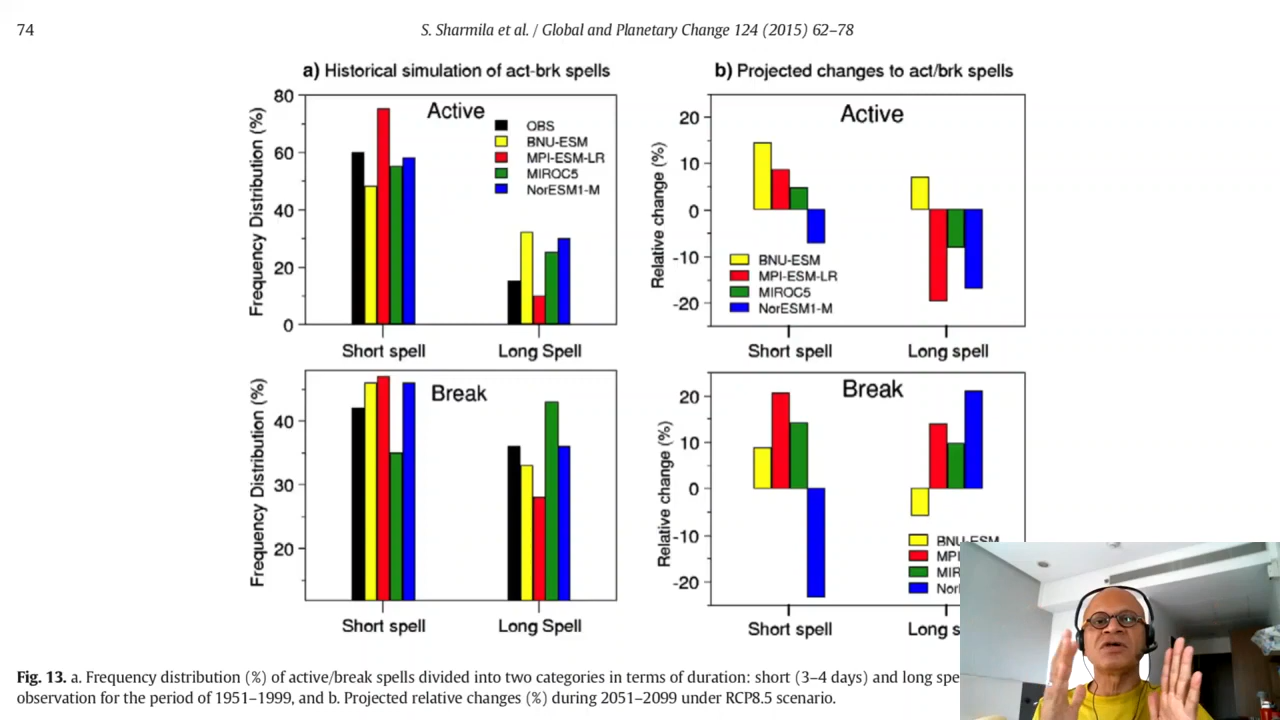 74
S. Sharmila et al. / Global and Planetary Change 124 (2015) 62–78
a) Historical simulation of act-brk spells
Frequency Distribution (%)
80
60
40
20
0
Active
OBS
BNU-ESM
MPI-ESM-LR
MIROC5
NorESM1-M
Short spell
Long Spell
Frequency Distribution (%)
40
30
20
Break
Short spell
Long Spell
b) Projected changes to act/brk spells
Relative change (%)
20
10
0
-10
-20
Active
BNU-ESM
MPI-ESM-LR
MIROC5
NorESM1-M
Short spell
Long spell
Relative change (%)
20
10
0
-10
-20
Break
BNU-ESM
MPI
MIR
Nor
Short spell
Long s
Fig. 13. a. Frequency distribution (%) of active/break spells divided into two categories in terms of duration: short (3–4 days) and long spe
observation for the period of 1951–1999, and b. Projected relative changes (%) during 2051–2099 under RCP8.5 scenario.